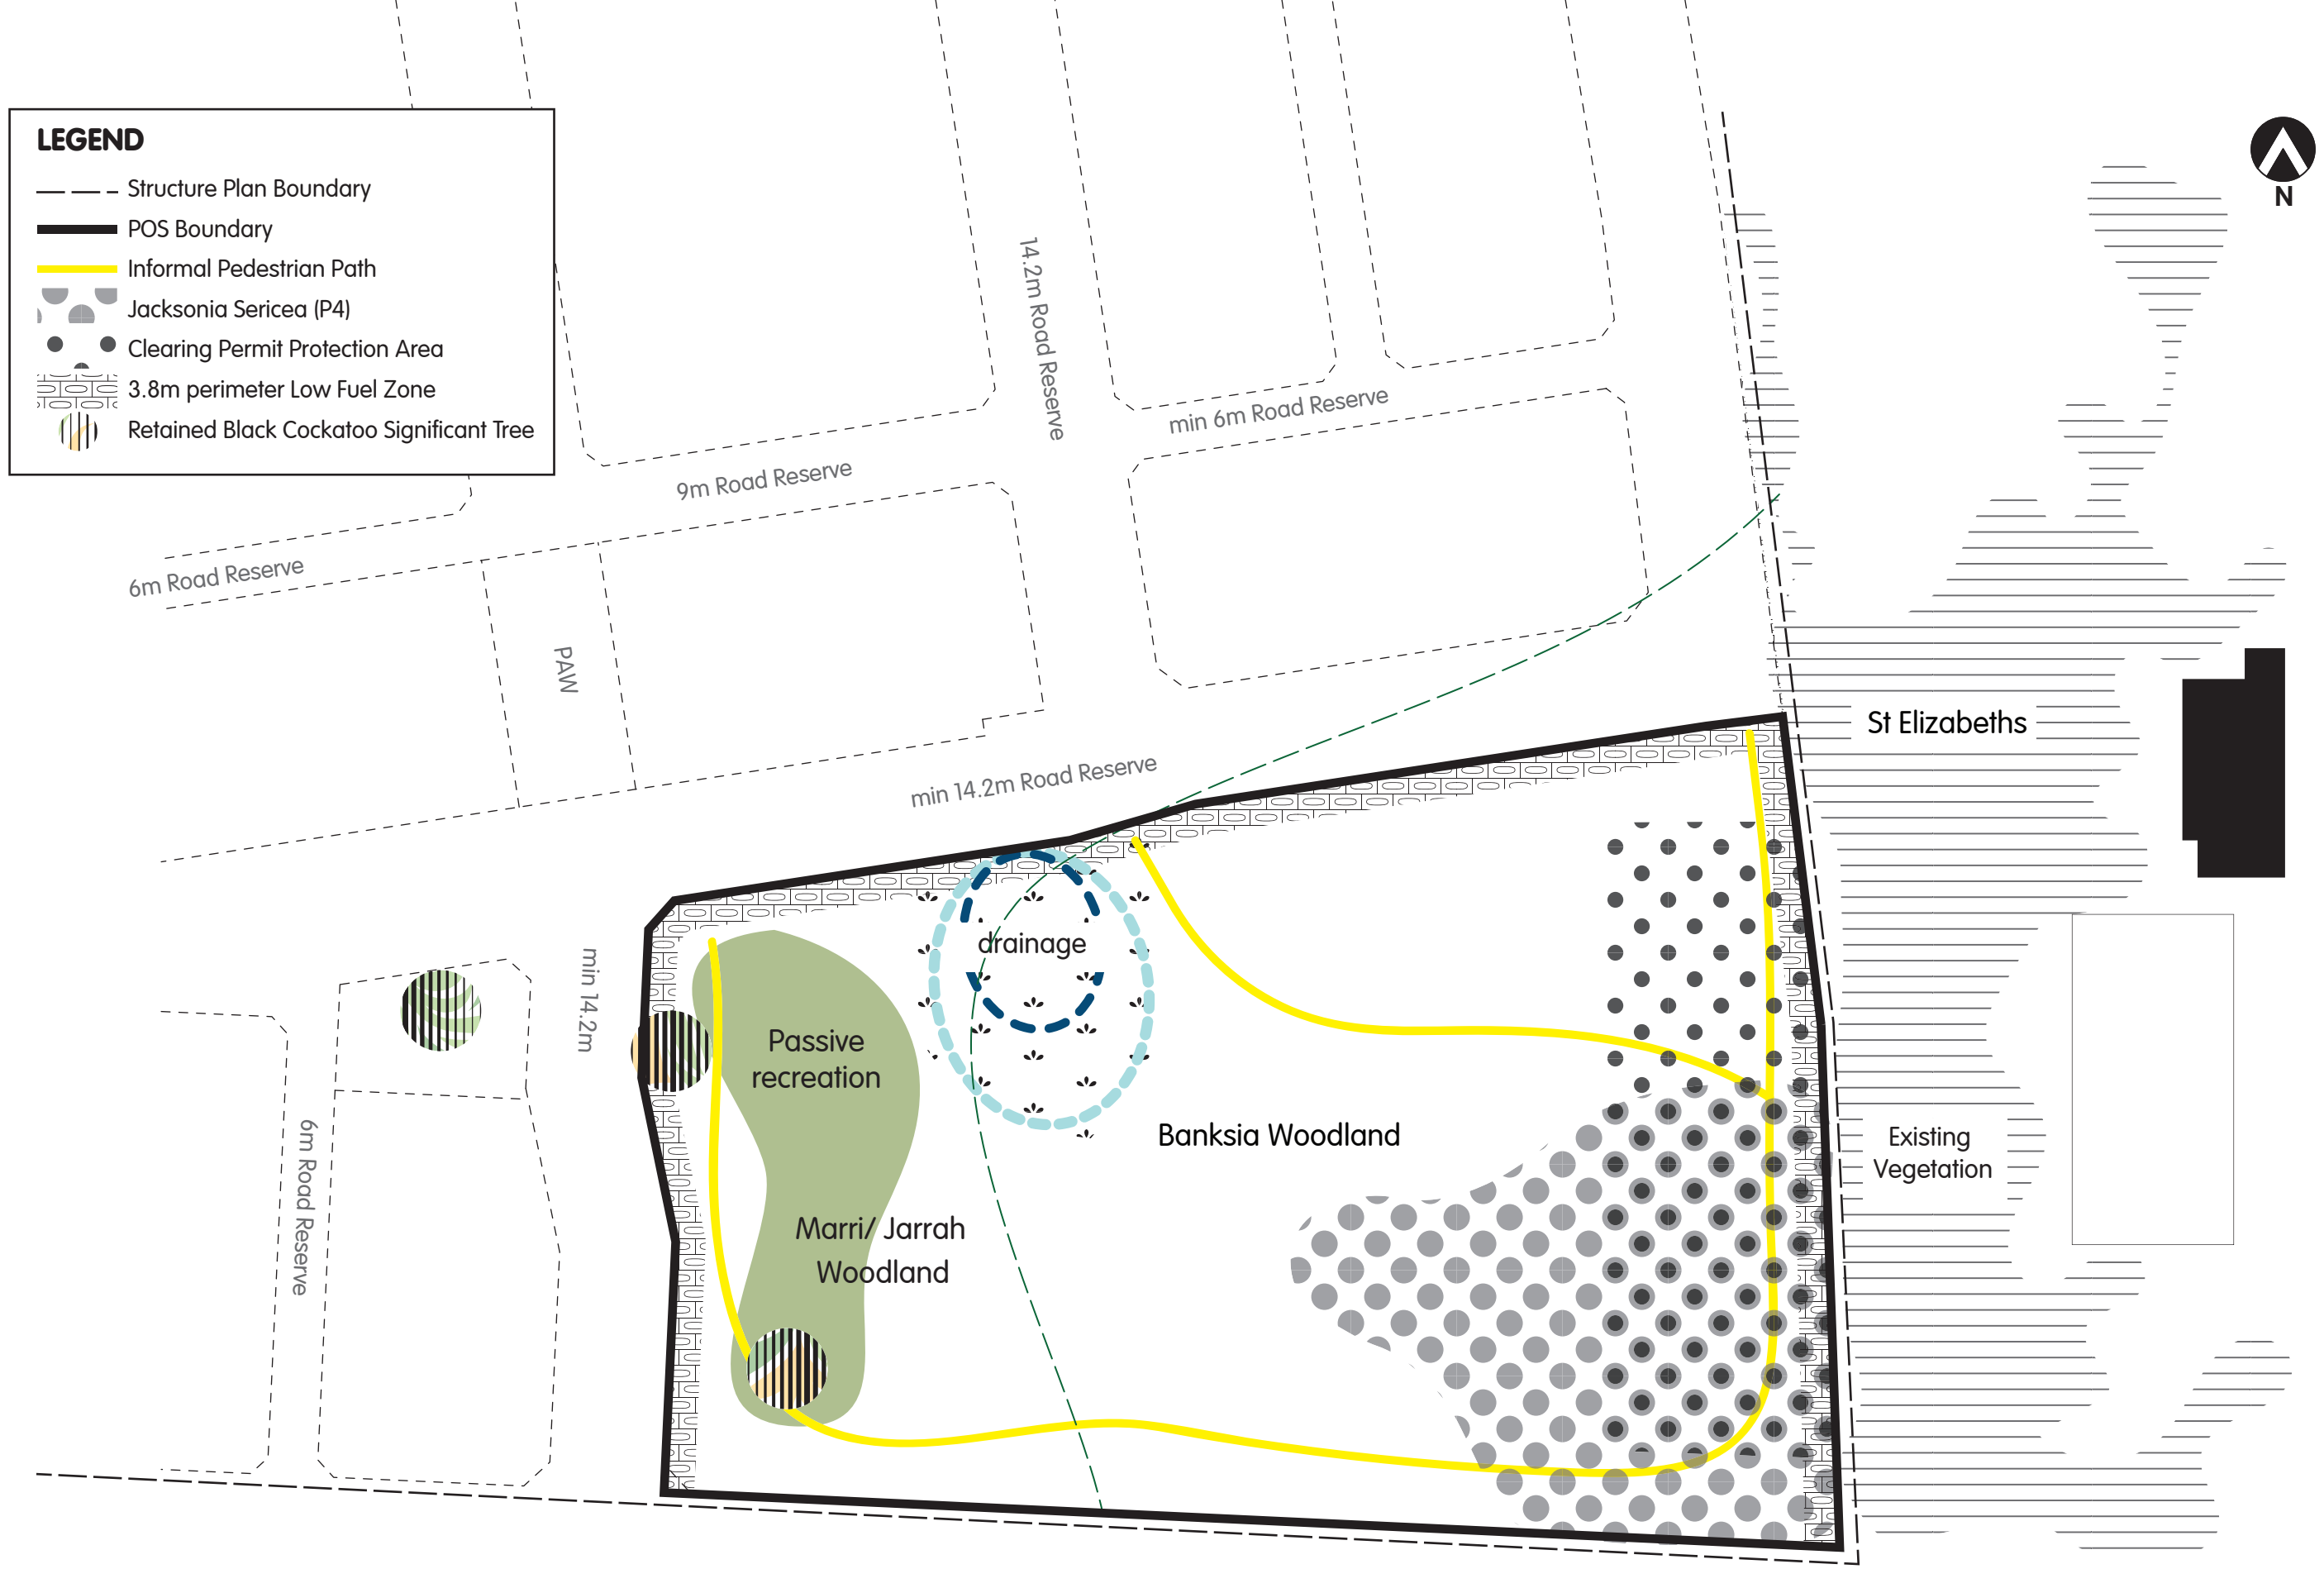 LEGEND
Structure Plan Boundary
POS Boundary
Informal Pedestrian Path
Jacksonia Sericea (P4)
Clearing Permit Protection Area
3.8m perimeter Low Fuel Zone
Retained Black Cockatoo Significant Tree
N
14.2m Road Reserve
min 6m Road Reserve
9m Road Reserve
6m Road Reserve
PAW
St Elizabeths
min 14.2m Road Reserve
drainage
min 14.2m
Passive
recreation
Banksia Woodland
Existing
Vegetation
6m Road Reserve
Marri/ Jarrah
Woodland